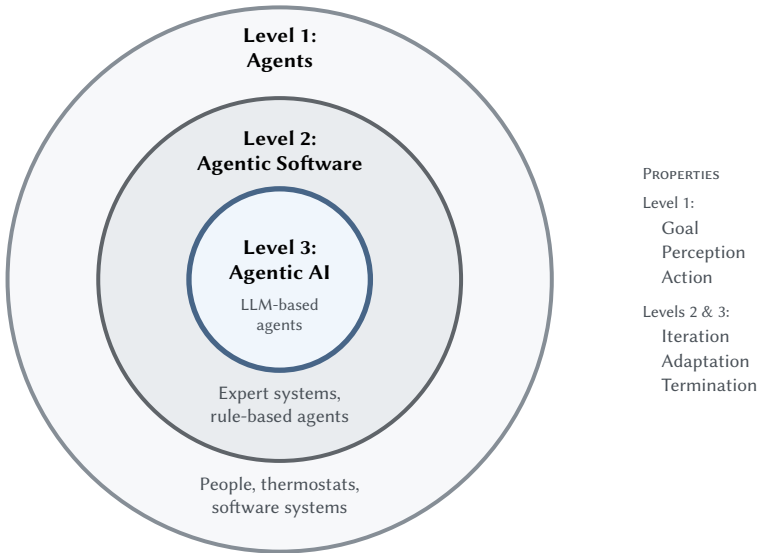 Level 1:
Agents
Level 2:
Agentic Software
Level 3:
Agentic AI
LLM-based
agents
Expert systems,
rule-based agents
People, thermostats,
software systems
Properties
Level 1:
Goal
Perception
Action
Levels 2 & 3:
Iteration
Adaptation
Termination